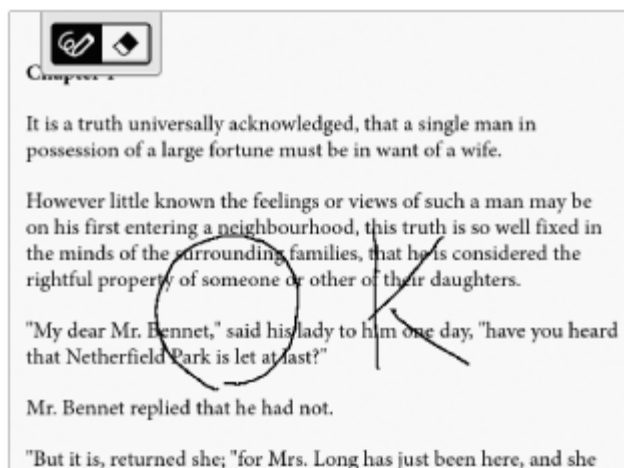 Chapter 1
It is a truth universally acknowledged, that a single man in
possession of a large fortune must be in want of a wife.
However little known the feelings or views of such a man may be
on his first entering a neighbourhood, this truth is so well fixed in
the minds of the surrounding families, that he is considered the
rightful property of someone or other of their daughters.
OK
"My dear Mr. Bennet," said his lady to him one day, "have you heard
that Netherfield Park is let at last?"
Mr. Bennet replied that he had not.
"But it is, returned she; "for Mrs. Long has just been here, and she